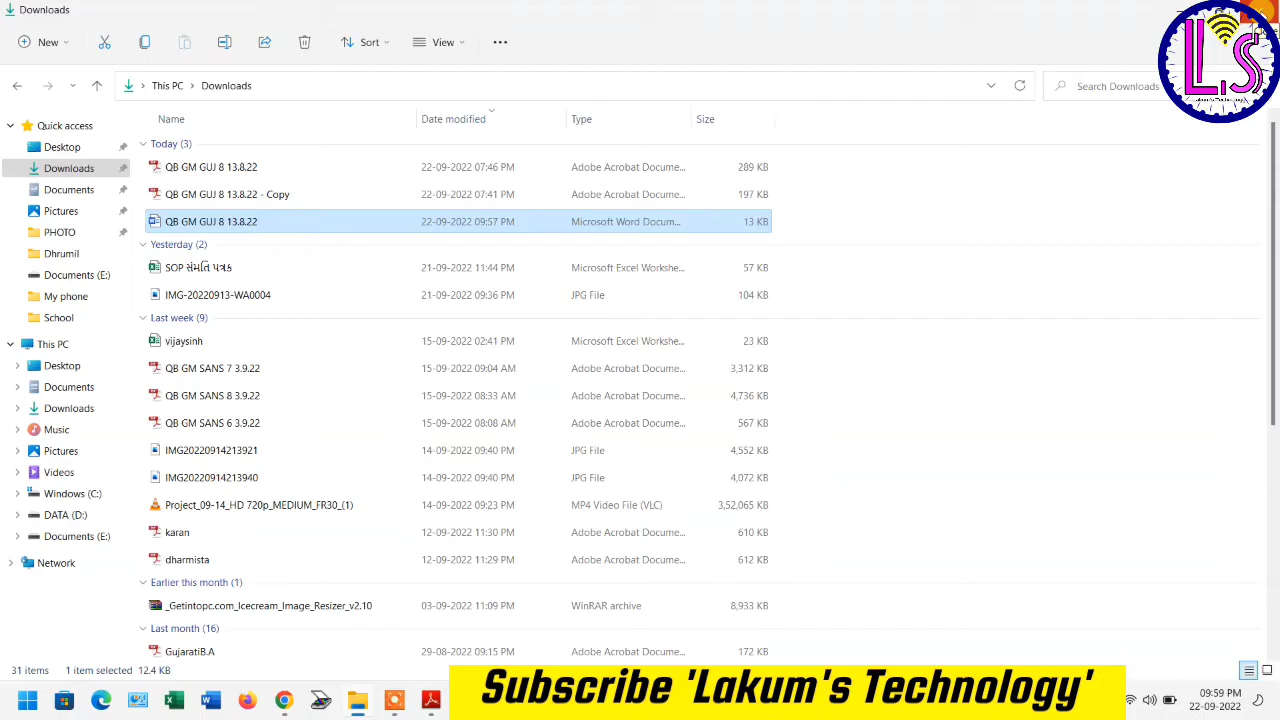 Downloads
New
Sort
View
This PC > Downloads
Search Downloads
L.S
Name Date modified Type Size
Quick access
Desktop
Downloads
Documents
Pictures
PHOTO
Dhrumil
Documents (E:)
My phone
School
This PC
Desktop
Documents
Downloads
Music
Pictures
Videos
Windows (C:)
DATA (D:)
Documents (E:)
Network
Today (3)
QB GM GUJ 8 13.8.22 22-09-2022 07:46 PM Adobe Acrobat Docume... 289 KB
QB GM GUJ 8 13.8.22 - Copy 22-09-2022 07:41 PM Adobe Acrobat Docume... 197 KB
QB GM GUJ 8 13.8.22 22-09-2022 09:57 PM Microsoft Word Docum... 13 KB
Yesterday (2)
SOP સંમતિ પત્રક 21-09-2022 11:44 PM Microsoft Excel Workshe... 57 KB
IMG-20220913-WA0004 21-09-2022 09:36 PM JPG File 104 KB
Last week (9)
vijaysinh 15-09-2022 02:41 PM Microsoft Excel Workshe... 23 KB
QB GM SANS 7 3.9.22 15-09-2022 09:04 AM Adobe Acrobat Docume... 3,312 KB
QB GM SANS 8 3.9.22 15-09-2022 08:33 AM Adobe Acrobat Docume... 4,736 KB
QB GM SANS 6 3.9.22 15-09-2022 08:08 AM Adobe Acrobat Docume... 567 KB
IMG20220914213921 14-09-2022 09:40 PM JPG File 4,552 KB
IMG20220914213940 14-09-2022 09:40 PM JPG File 4,072 KB
Project_09-14_HD 720p_MEDIUM_FR30_(1) 14-09-2022 09:23 PM MP4 Video File (VLC) 3,52,065 KB
karan 12-09-2022 11:30 PM Adobe Acrobat Docume... 610 KB
dharmista 12-09-2022 11:29 PM Adobe Acrobat Docume... 612 KB
Earlier this month (1)
_Getintopc.com_Icecream_Image_Resizer_v2.10 03-09-2022 11:09 PM WinRAR archive 8,933 KB
Last month (16)
GujaratiB.A 29-08-2022 09:15 PM Adobe Acrobat Docume... 172 KB
31 items 1 item selected 12.4 KB
Subscribe 'Lakum's Technology'
09:59 PM
22-09-2022